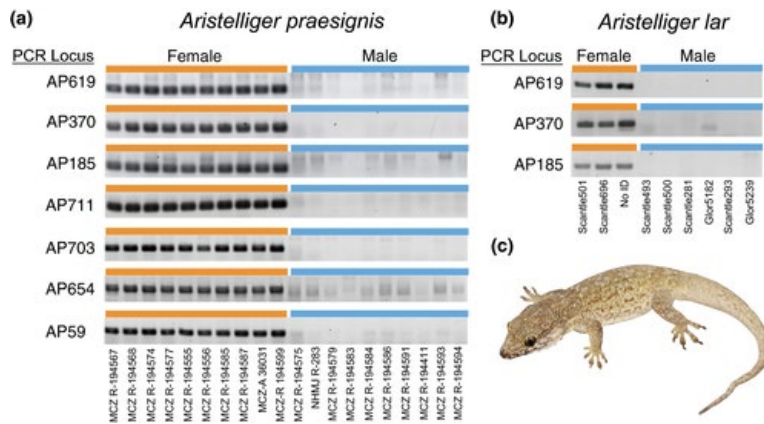 (a)
Aristelliger praesignis
PCR Locus
Female
Male
AP619
AP370
AP185
AP711
AP703
AP654
AP59
MCZ R-194567
MCZ R-194568
MCZ R-194574
MCZ R-194577
MCZ R-194555
MCZ R-194556
MCZ R-194585
MCZ R-194587
MCZ-A 36031
MCZ-R 194599
MCZ R-194575
NHMJ R-283
MCZ R-194579
MCZ R-194583
MCZ R-194584
MCZ R-194586
MCZ R-194591
MCZ R-194411
MCZ R-194593
MCZ R-194594
(b)
Aristelliger lar
PCR Locus
Female
Male
AP619
AP370
AP185
Scantle501
Scantle696
No ID
Scantle493
Scantle500
Scantle281
Glor5182
Scantle293
Glor5239
(c)